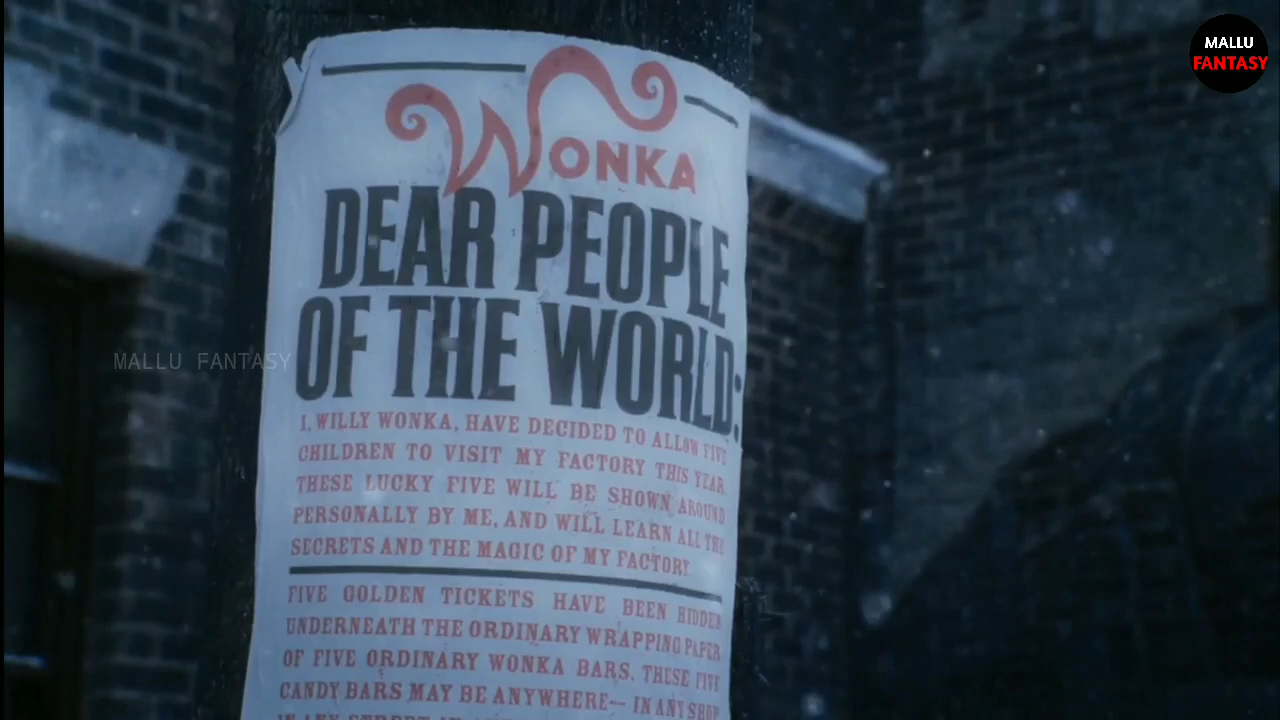 MALLU
FANTASY
WONKA
DEAR PEOPLE
OF THE WORLD:
MALLU FANTASY
I, WILLY WONKA, HAVE DECIDED TO ALLOW FIVE
CHILDREN TO VISIT MY FACTORY THIS YEAR.
THESE LUCKY FIVE WILL BE SHOWN AROUND
PERSONALLY BY ME, AND WILL LEARN ALL THE
SECRETS AND THE MAGIC OF MY FACTORY.
FIVE GOLDEN TICKETS HAVE BEEN HIDDEN
UNDERNEATH THE ORDINARY WRAPPING PAPER
OF FIVE ORDINARY WONKA BARS. THESE FIVE
CANDY BARS MAY BE ANYWHERE— IN ANY SHOP